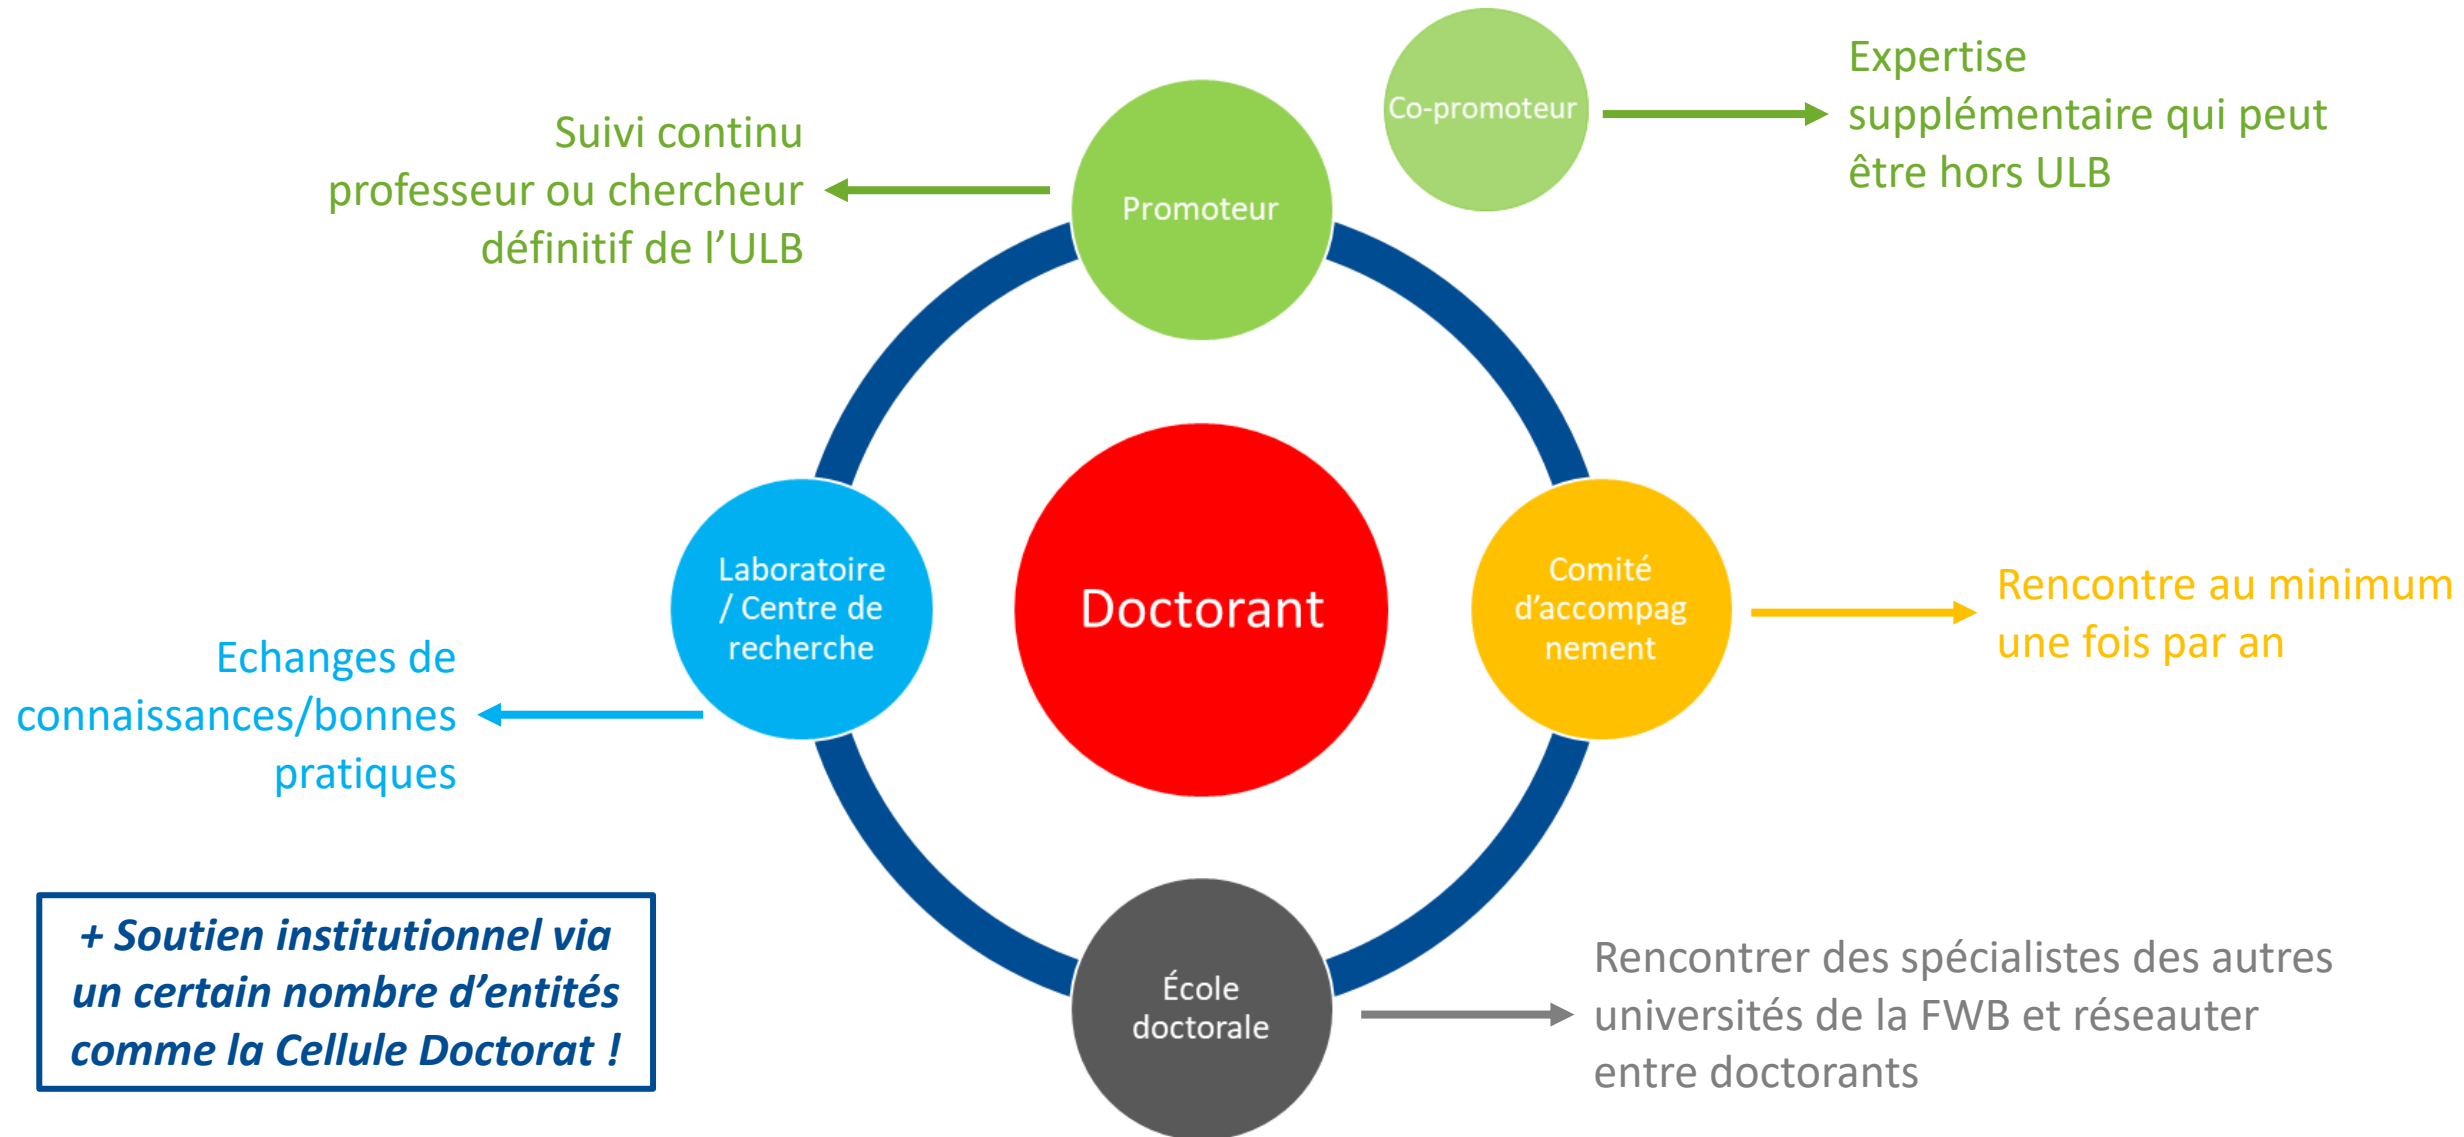 Co-promoteur
Expertise
supplémentaire qui peut
être hors ULB
Suivi continu
professeur ou chercheur
définitif de l’ULB
Promoteur
Laboratoire
/ Centre de
recherche
Doctorant
Comité
d’accompag
nement
Rencontre au minimum
une fois par an
Echanges de
connaissances/bonnes
pratiques
+ Soutien institutionnel via
un certain nombre d’entités
comme la Cellule Doctorat !
École
doctorale
Rencontrer des spécialistes des autres
universités de la FWB et réseauter
entre doctorants